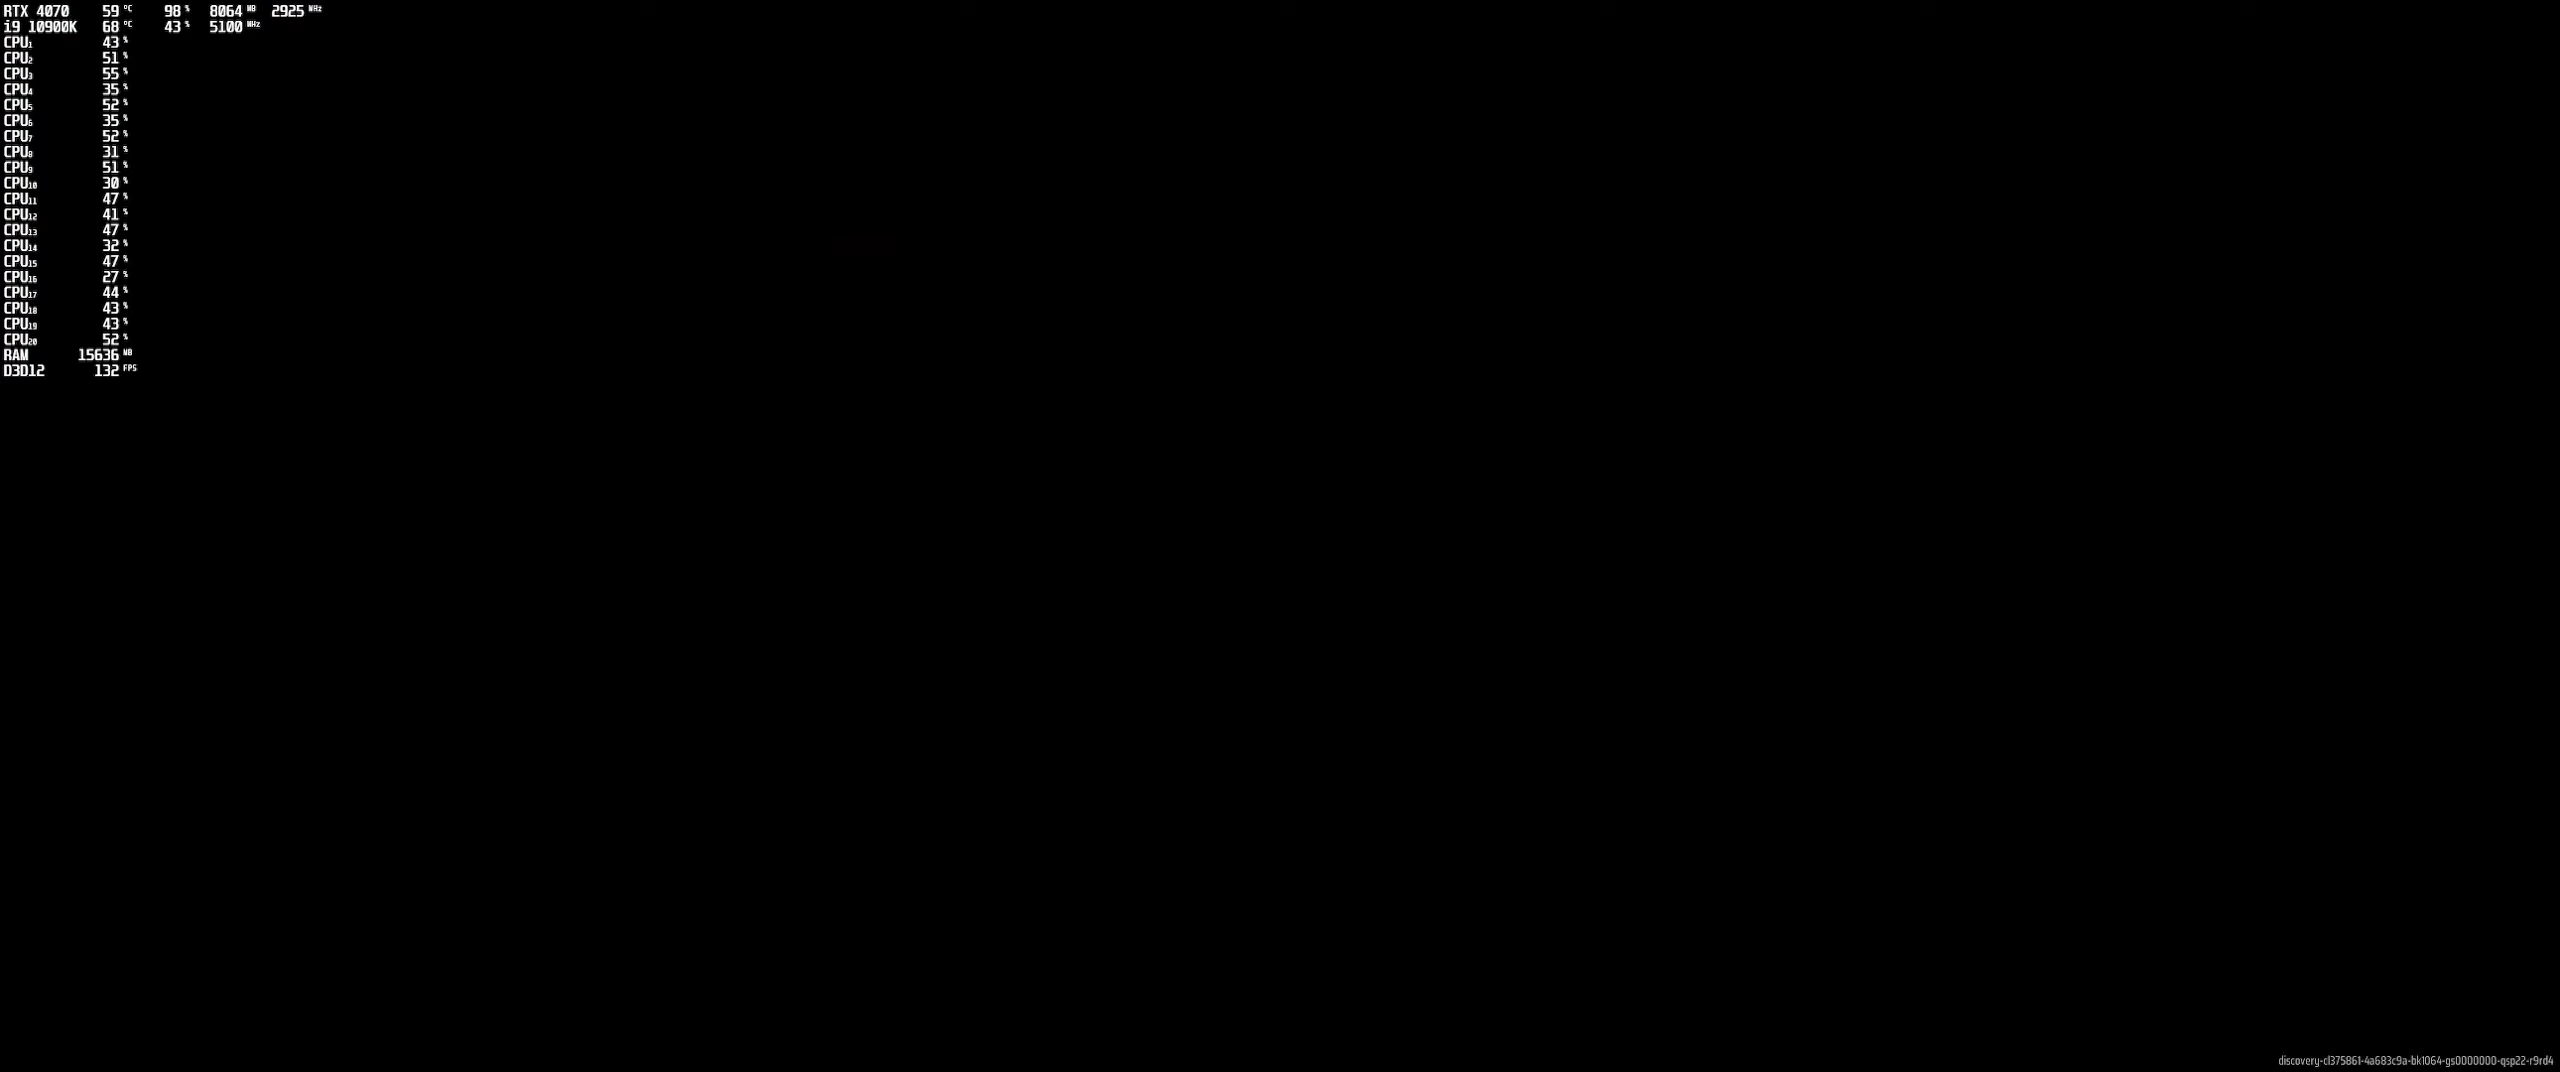 RTX 4070 59 °C 98 % 8064 MB 2925 MHz
i9 10900K 68 °C 43 % 5100 MHz
CPU1 43 %
CPU2 51 %
CPU3 55 %
CPU4 35 %
CPU5 52 %
CPU6 35 %
CPU7 52 %
CPU8 31 %
CPU9 51 %
CPU10 30 %
CPU11 47 %
CPU12 41 %
CPU13 47 %
CPU14 32 %
CPU15 47 %
CPU16 27 %
CPU17 44 %
CPU18 43 %
CPU19 43 %
CPU20 52 %
RAM 15636 MB
D3D12 132 FPS
discovery-cl375861-4a683c9a-bk1064-gs0000000-qsp22-r9rd4